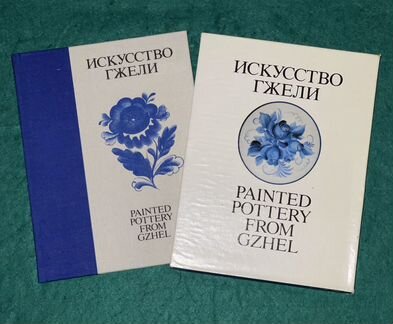 ИСКУССТВО
ГЖЕЛИ
PAINTED
POTTERY
FROM
GZHEL
ИСКУССТВО
ГЖЕЛИ
PAINTED
POTTERY
FROM
GZHEL